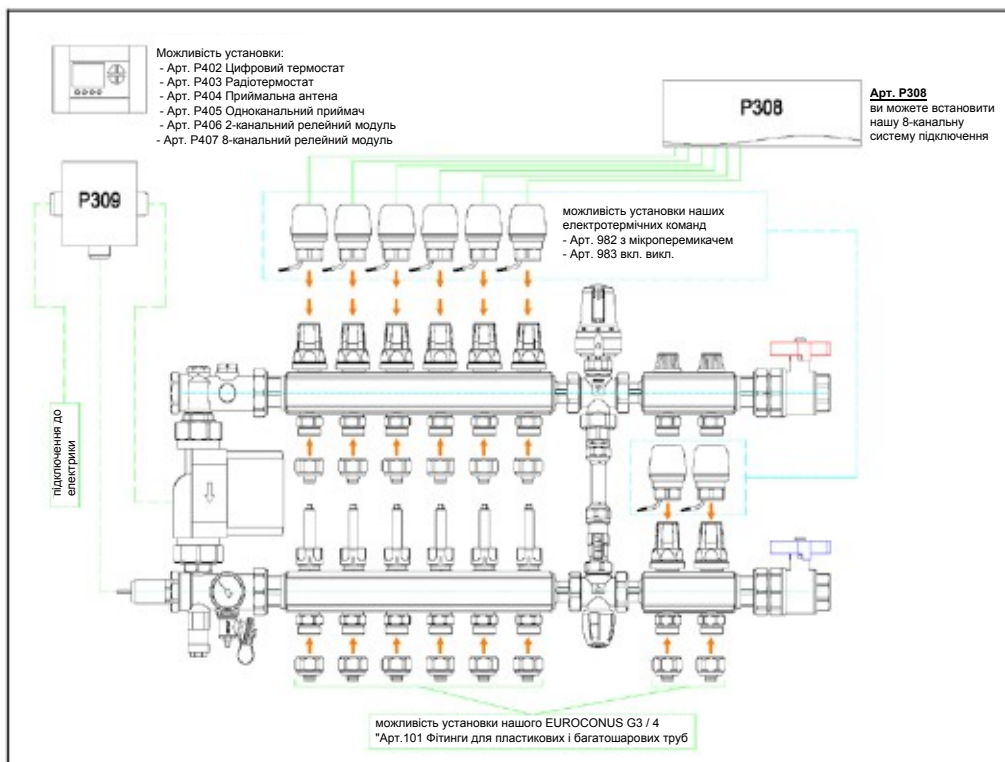 Можливість установки:
- Арт. P402 Цифровий термостат
- Арт. P403 Радіотермостат
- Арт. P404 Приймальна антена
- Арт. P405 Одноканальний приймач
- Арт. P406 2-канальний релейний модуль
- Арт. P407 8-канальний релейний модуль
P308
Арт. P308
ви можете встановити
нашу 8-канальну
систему підключення
P309
можливість установки наших
електротермічних команд
- Арт. 982 з мікроперемикачем
- Арт. 983 вкл. викл.
підключення до
електрики
можливість установки нашого EUROCONUS G3 / 4
"Арт.101 Фітинги для пластикових і багатошарових труб